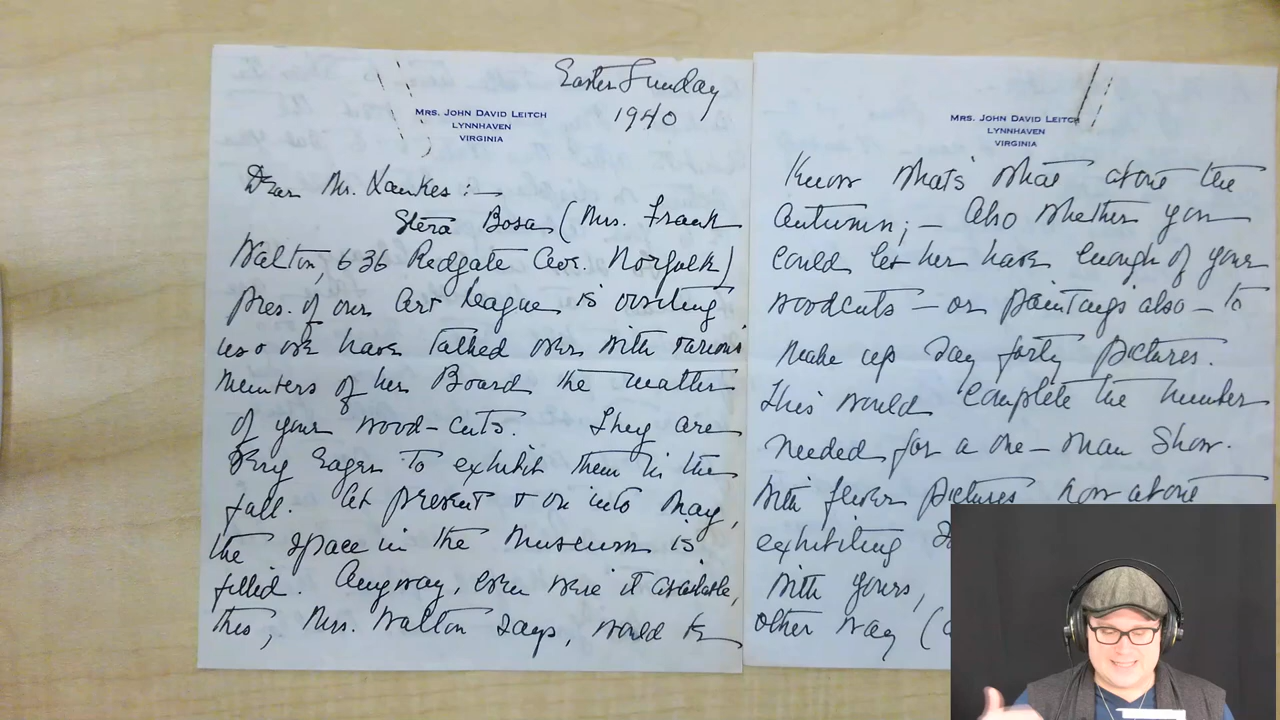 Easter Sunday
1940
MRS. JOHN DAVID LEITCH
LYNNHAVEN
VIRGINIA
Dear Mr. Lankes :—
Bosa (Mrs. Frank
Walton, 636 Redgate Ave. Norfolk)
pres. of our Art League is visiting
us & we have talked over with various
members of her Board the matter
of your wood-cuts. They are
very eager to exhibit them in the
fall. At present & on into May,
the space in the Museum is
filled. Anyway, even were it available,
this, Mrs. Walton says, would be
MRS. JOHN DAVID LEITCH
LYNNHAVEN
VIRGINIA
Know what's what about the
Autumn; — Also whether you
could let her have enough of your
woodcuts — or paintings also — to
make up say forty pictures.
This would complete the number
needed for a one-man Show.
With fewer pictures how about
exhibiting
with yours,
other way (